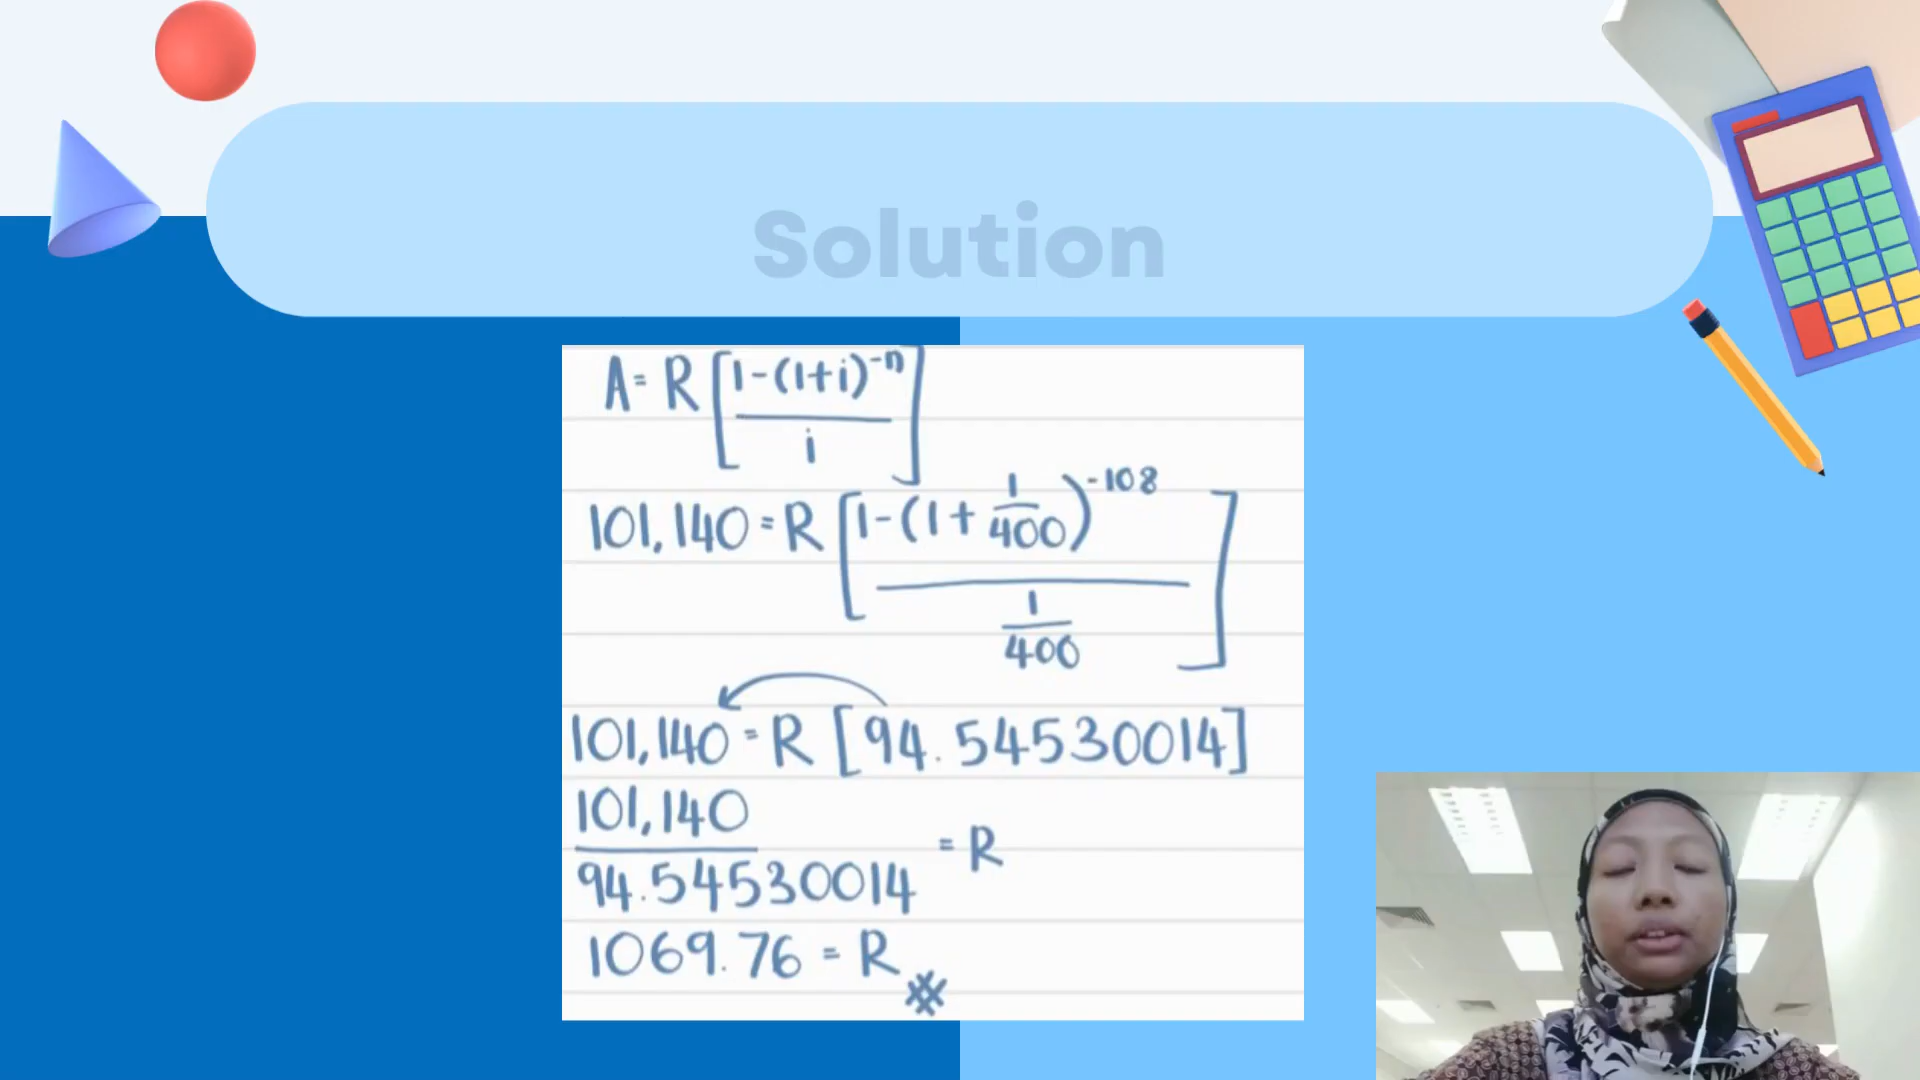 Solution
A = R [ 1-(1+i)^-n / i ]
101,140 = R [ 1-(1+ 1/400)^-108 / 1/400 ]
101,140 = R [94.54530014]
101,140 / 94.54530014 = R
1069.76 = R